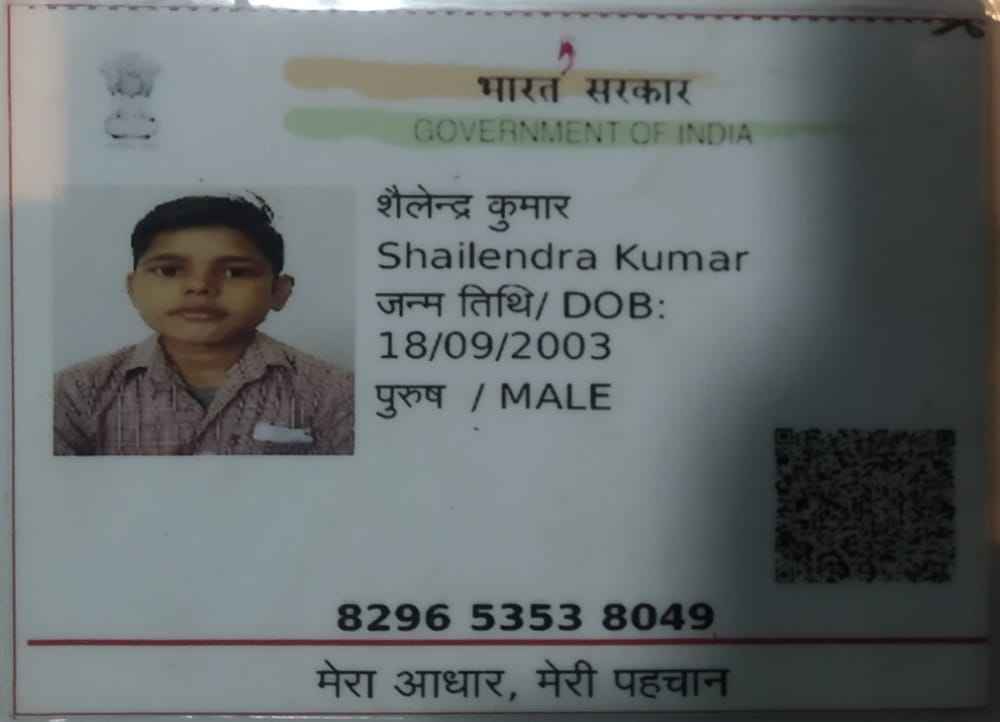 भारत सरकार
GOVERNMENT OF INDIA
शैलेन्द्र कुमार
Shailendra Kumar
जन्म तिथि/ DOB:
18/09/2003
पुरुष / MALE
8296 5353 8049
मेरा आधार, मेरी पहचान